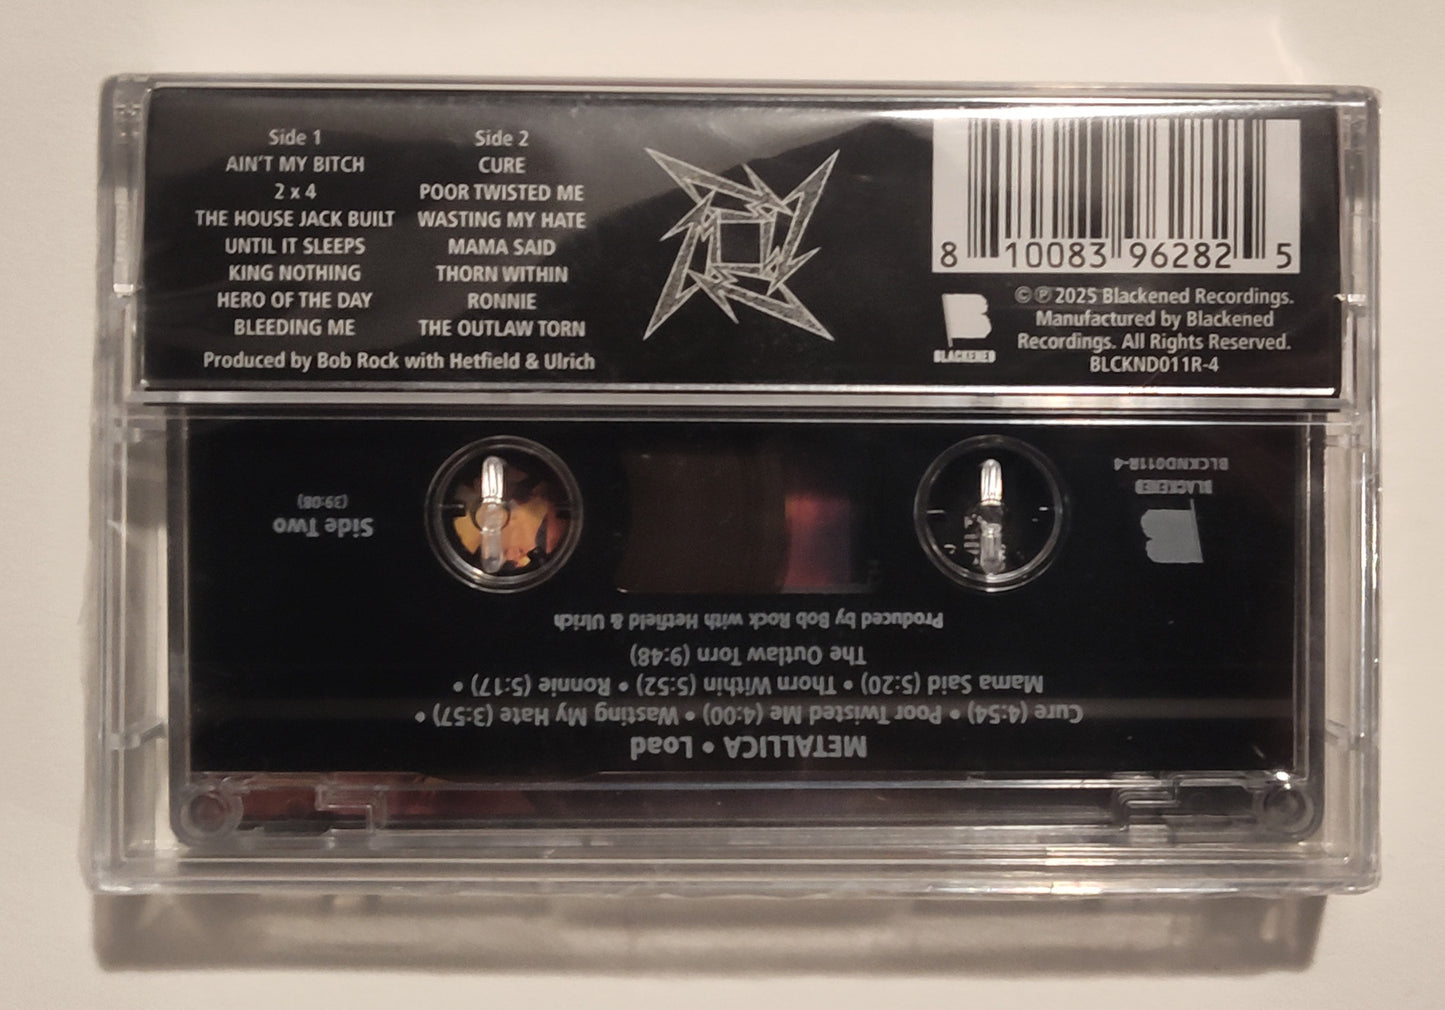 Side 1
AIN'T MY BITCH
2 x 4
THE HOUSE JACK BUILT
UNTIL IT SLEEPS
KING NOTHING
HERO OF THE DAY
BLEEDING ME
Side 2
CURE
POOR TWISTED ME
WASTING MY HATE
MAMA SAID
THORN WITHIN
RONNIE
THE OUTLAW TORN
Produced by Bob Rock with Hetfield & Ulrich
8 10083 96282 5
B
BLACKENED
©℗ 2025 Blackened Recordings.
Manufactured by Blackened
Recordings. All Rights Reserved.
BLCKND011R-4
METALLICA • Load
Cure (4:54) • Poor Twisted Me (4:00) • Wasting My Hate (3:57) •
Mama Said (5:20) • Thorn Within (5:52) • Ronnie (5:17) •
The Outlaw Torn (9:48)
Produced by Bob Rock with Hetfield & Ulrich
B
BLACKENED
BLCKND011R-4
Side Two
(39:08)